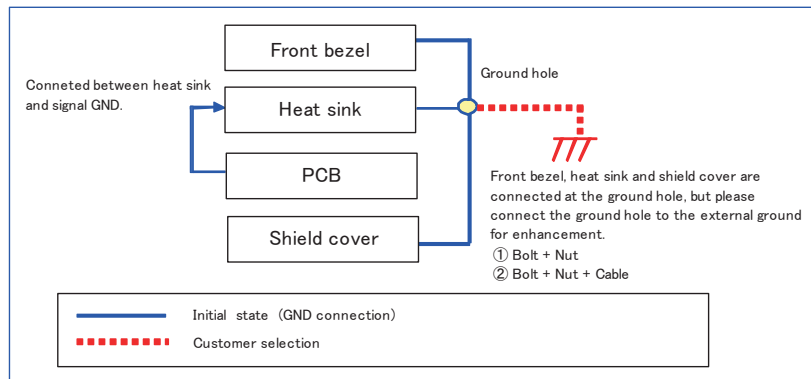 Front bezel
Ground hole
Conneted between heat sink
and signal GND.
Heat sink
PCB
Front bezel, heat sink and shield cover are
connected at the ground hole, but please
connect the ground hole to the external ground
for enhancement.
① Bolt + Nut
② Bolt + Nut + Cable
Shield cover
Initial state (GND connection)
Customer selection